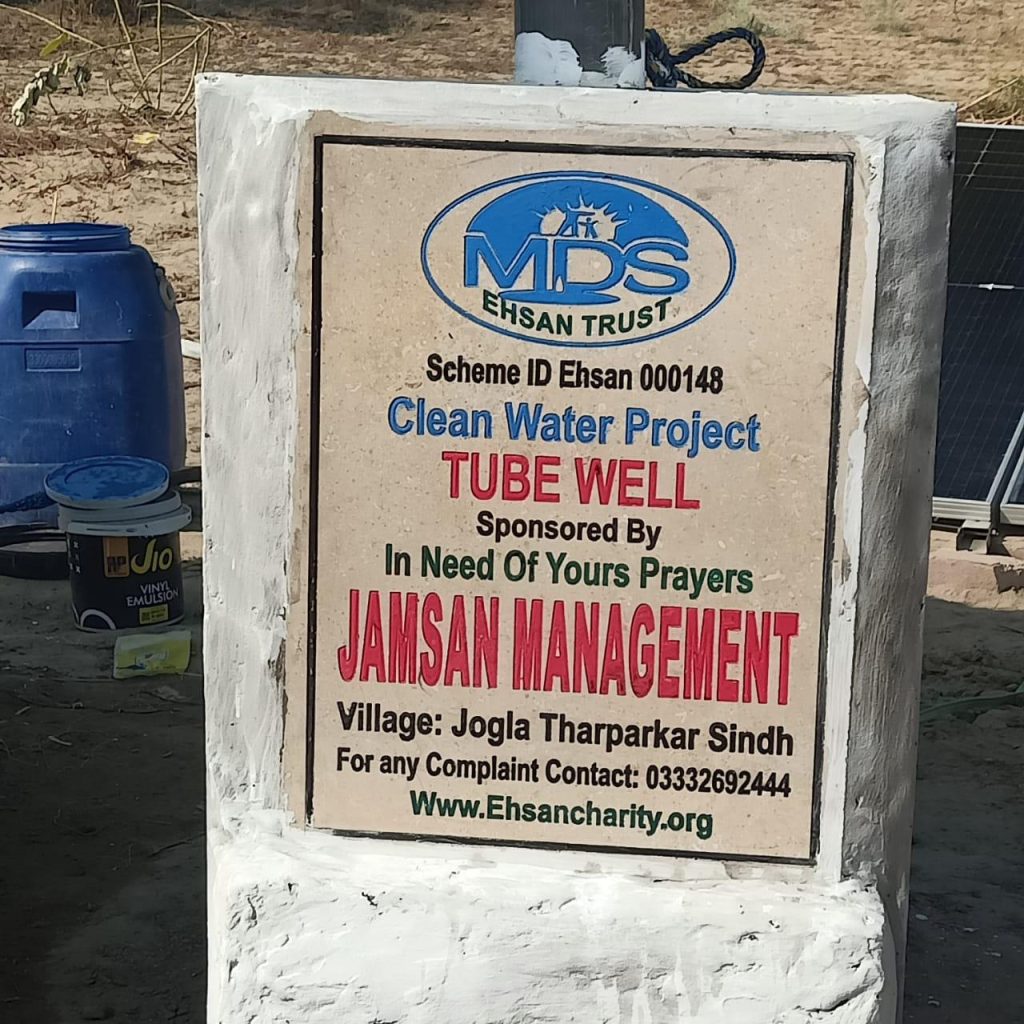 MDS
EHSAN TRUST
Scheme ID Ehsan 000148
Clean Water Project
TUBE WELL
Sponsored By
In Need Of Yours Prayers
JAMSAN MANAGEMENT
Village: Jogla Tharparkar Sindh
For any Complaint Contact: 03332692444
Www.Ehsancharity.org
Jio
VINYL
EMULSION